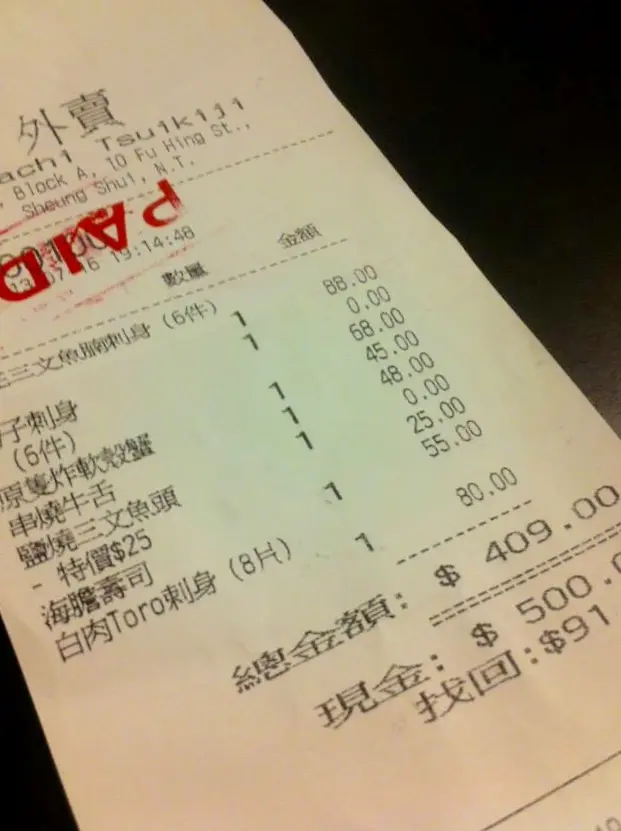 外賣
achi Tsuikiji
, Block A, 10 Fu Hing St.,
Sheung Shui, N.T.
PAID
19:14:48
數量 金額
三文魚腩刺身 (6件) 1 88.00
1 0.00
子刺身 68.00
(6件) 1 45.00
原隻炸軟殼蟹 1 48.00
串燒牛舌 1 0.00
鹽燒三文魚頭 25.00
- 特價$25 1 55.00
海膽壽司
白肉Toro刺身 (8片) 1 80.00
總金額: $ 409.00
現金: $ 500.
找回:$91